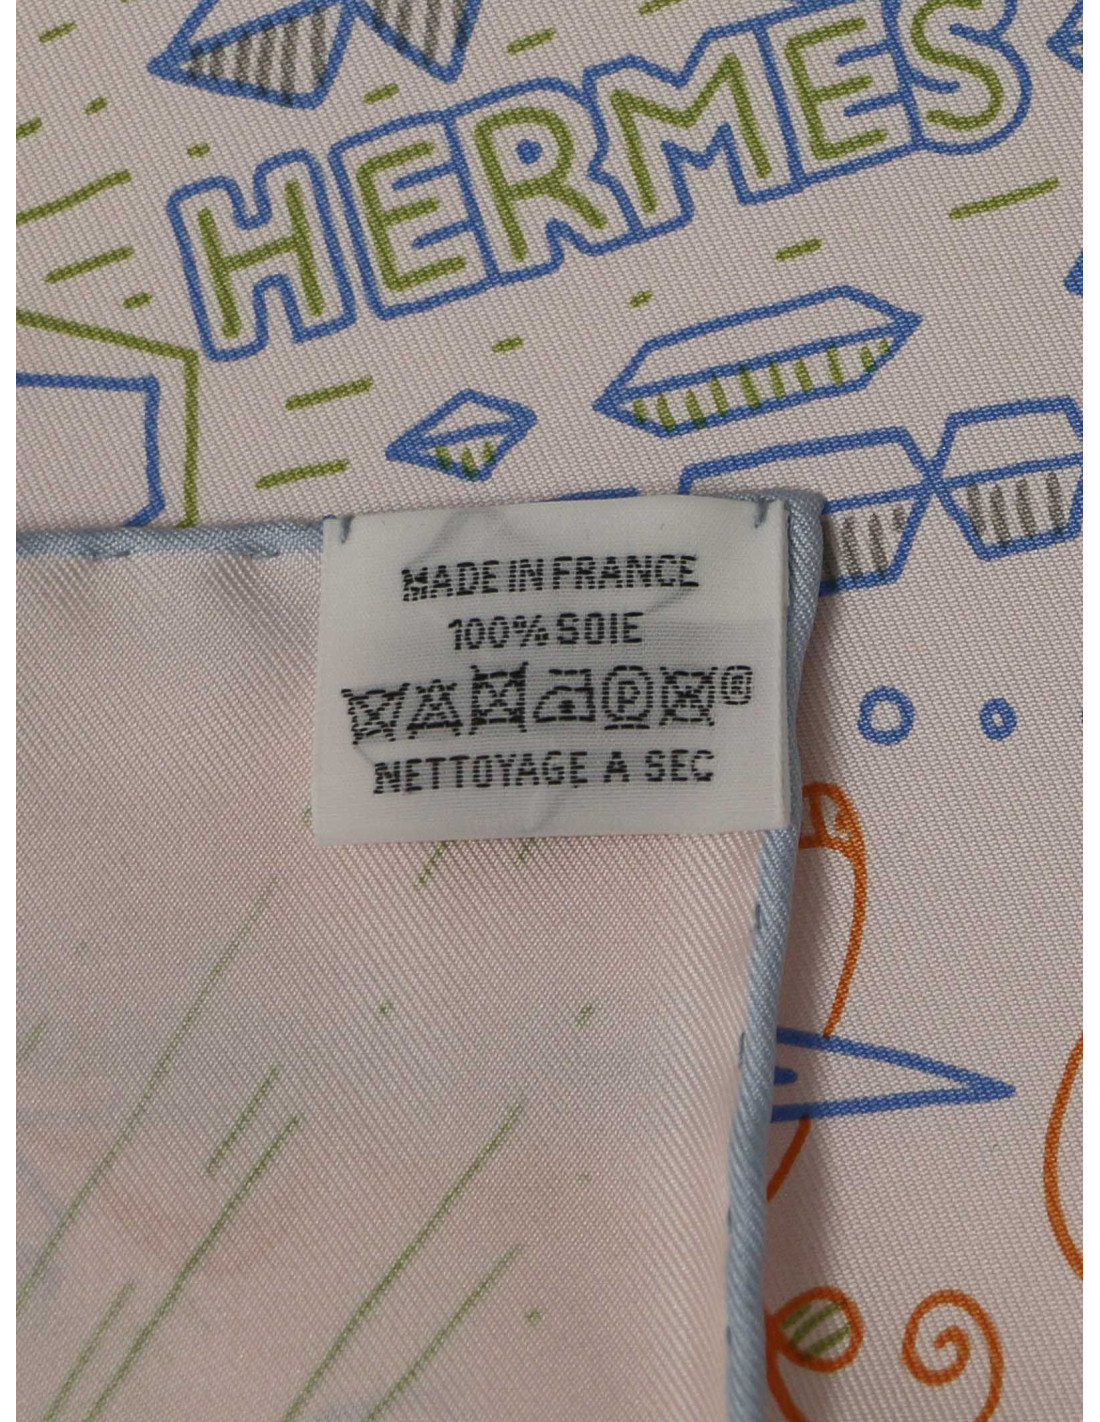 HERMES
MADE IN FRANCE
100% SOIE
P ®
NETTOYAGE A SEC